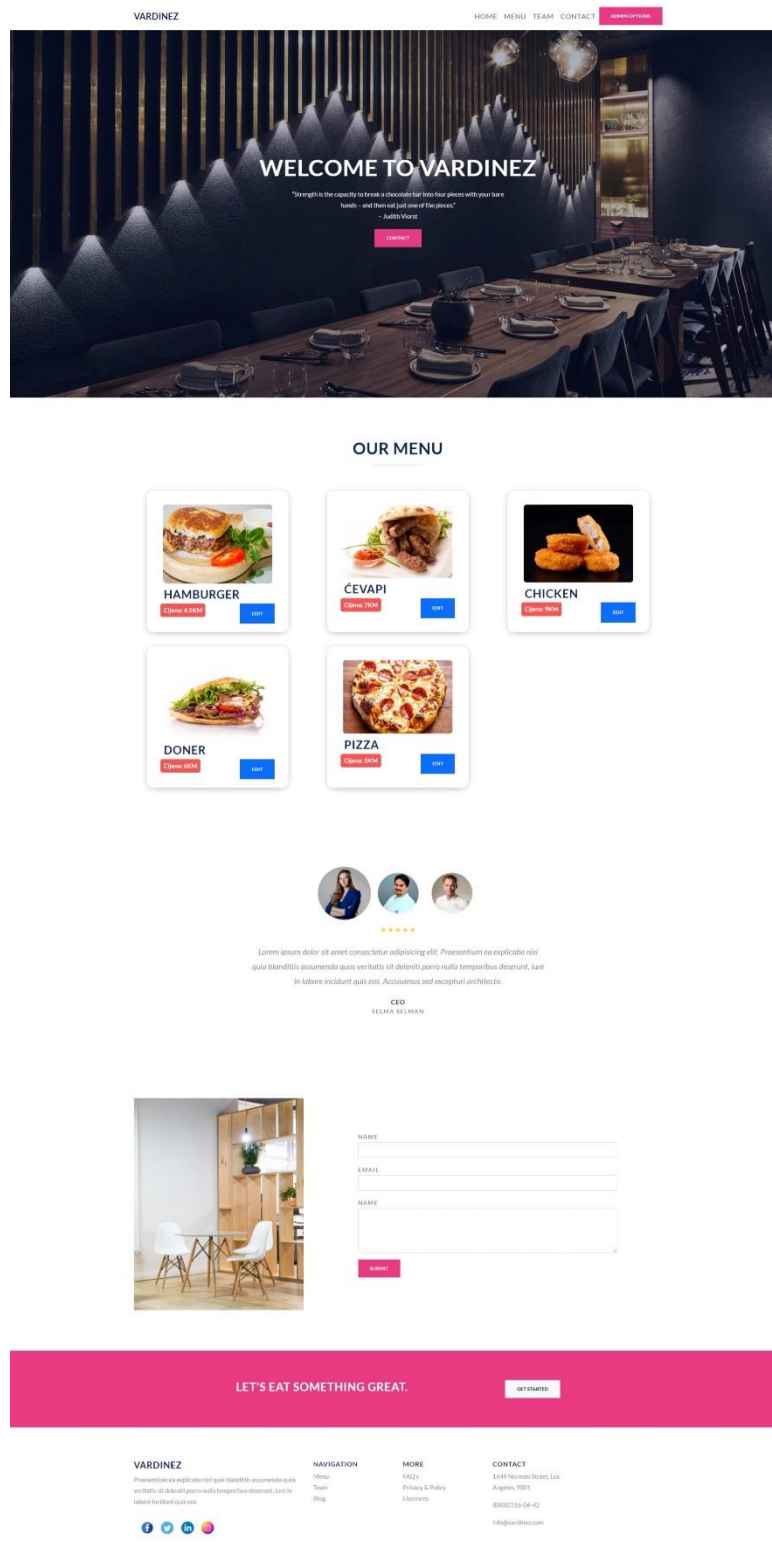 VARDINEZ
HOME MENU TEAM CONTACT ADMIN OPTIONS
WELCOME TO VARDINEZ
"Strength is the capacity to break a chocolate bar into four pieces with your bare
hands – and then eat just one of the pieces."
– Judith Viorst
CONTACT
OUR MENU
HAMBURGER
Cijena: 4.5KM
EDIT
ĆEVAPI
Cijena: 7KM
EDIT
CHICKEN
Cijena: 9KM
EDIT
DONER
Cijena: 6KM
EDIT
PIZZA
Cijena: 5KM
EDIT
Lorem ipsum dolor sit amet consectetur adipisicing elit. Praesentium ea explicabo nisi
quia blanditiis assumenda quos veritatis sit deleniti porro nulla temporibus deserunt, iure
in labore incidunt quis eos. Accusamus sed excepturi architecto.
CEO
SELMA SELMAN
NAME
EMAIL
NAME
SUBMIT
LET'S EAT SOMETHING GREAT.
GET STARTED
VARDINEZ
Praesentium ea explicabo nisi quia blanditiis assumenda quos
veritatis sit deleniti porro nulla temporibus deserunt, iure in
labore incidunt quis eos
NAVIGATION
Menu
Team
Blog
MORE
FAQ's
Privacy & Policy
Liscences
CONTACT
1649 Norman Street, Los
Angeles, 9001
8(800)316-06-42
info@vardinez.com